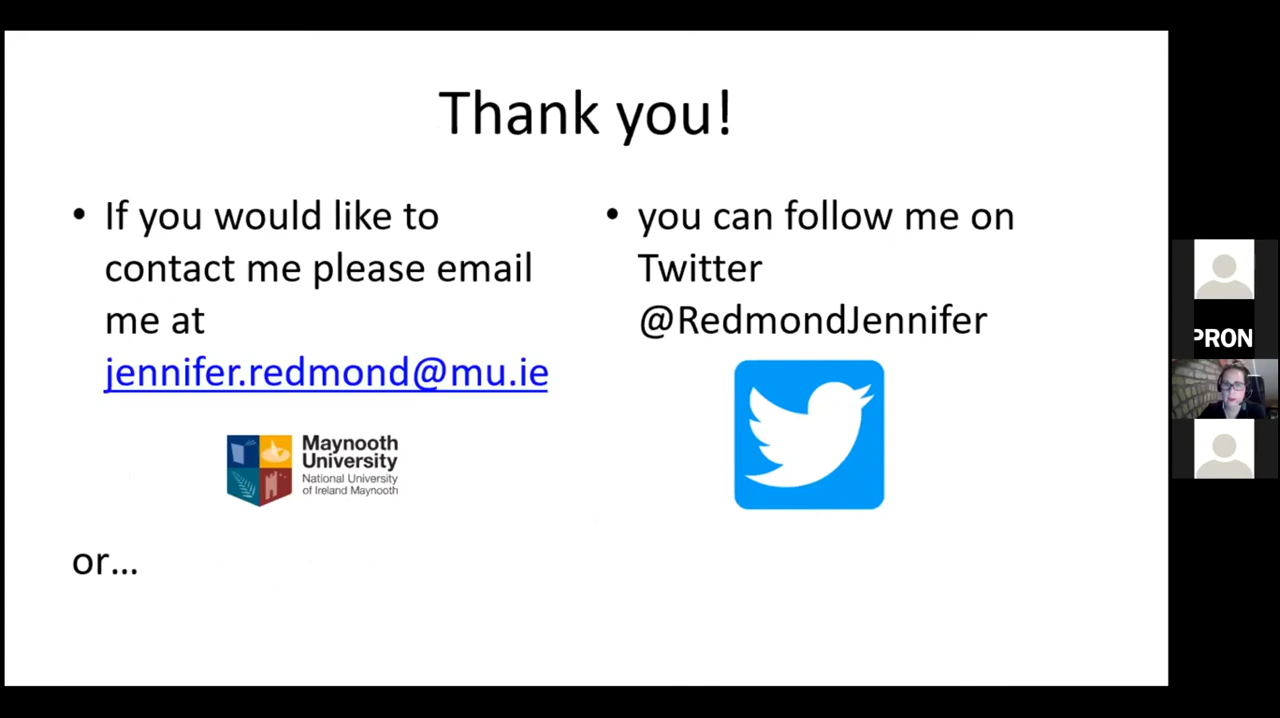 Thank you!
• If you would like to
contact me please email
me at
jennifer.redmond@mu.ie
Maynooth
University
National University
of Ireland Maynooth
or...
• you can follow me on
Twitter
@RedmondJennifer
PRON